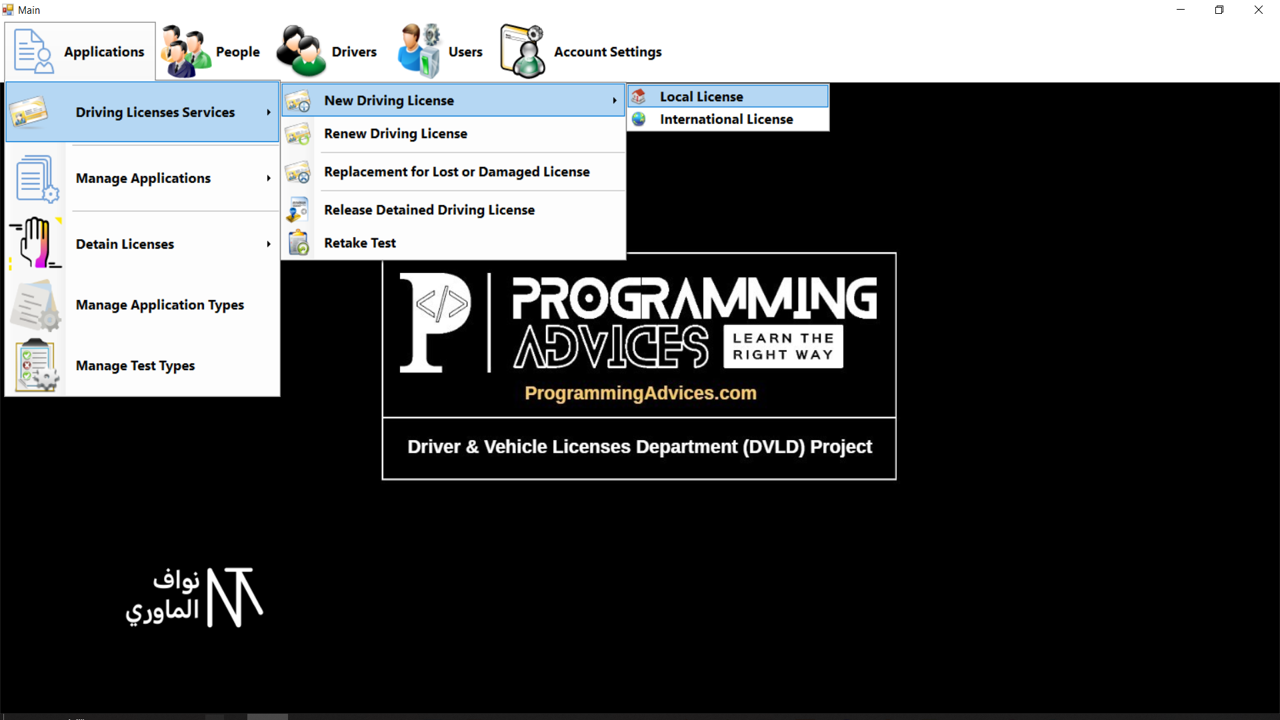 Main
Applications
People
Drivers
Users
Account Settings
Driving Licenses Services
Manage Applications
Detain Licenses
Manage Application Types
Manage Test Types
New Driving License
Renew Driving License
Replacement for Lost or Damaged License
Release Detained Driving License
Retake Test
Local License
International License
P </>
PROGRAMMING
ADVICES
LEARN THE
RIGHT WAY
ProgrammingAdvices.com
Driver & Vehicle Licenses Department (DVLD) Project
نواف
الماوري